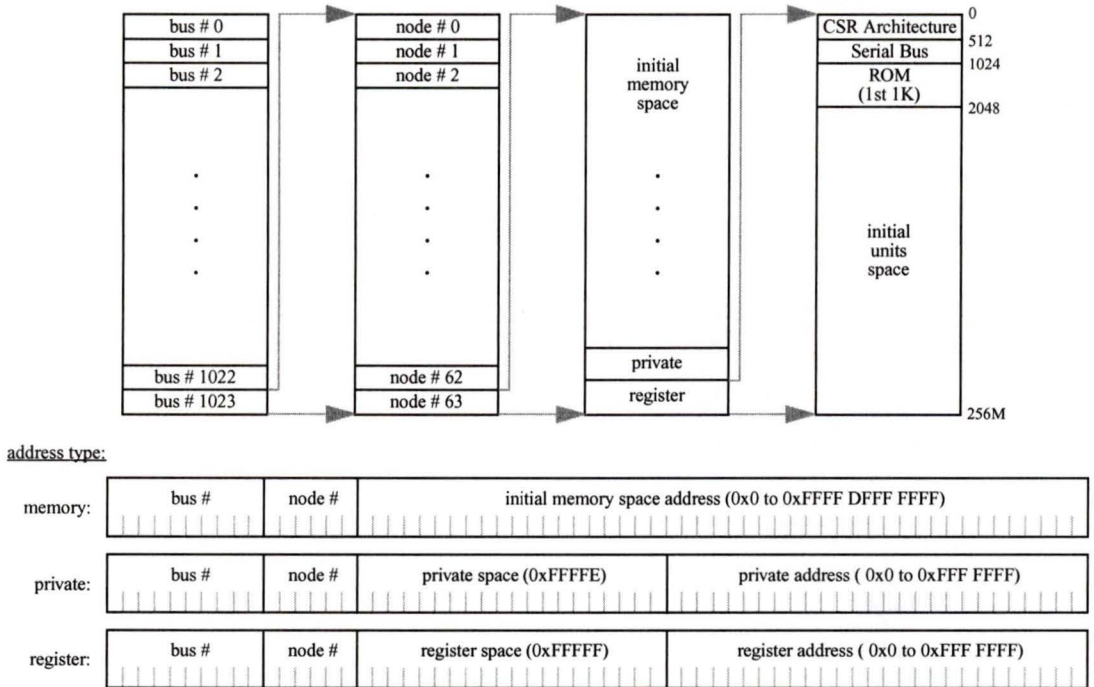 bus # 0
bus # 1
bus # 2
bus # 1022
bus # 1023
node # 0
node # 1
node # 2
node # 62
node # 63
initial
memory
space
private
register
CSR Architecture
Serial Bus
ROM
(1st 1K)
initial
units
space
0
512
1024
2048
256M
address type:
memory: bus # node # initial memory space address (0x0 to 0xFFFF DFFF FFFF)
private: bus # node # private space (0xFFFFE) private address ( 0x0 to 0xFFF FFFF)
register: bus # node # register space (0xFFFFF) register address ( 0x0 to 0xFFF FFFF)